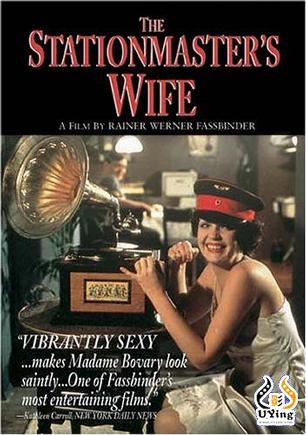 THE
STATIONMASTER'S
WIFE
A FILM BY RAINER WERNER FASSBINDER
"VIBRANTLY SEXY
...makes Madame Bovary look
saintly...One of Fassbinder's
most entertaining films."
—Kathleen Carroll, NEW YORK DAILY NEWS
UYing